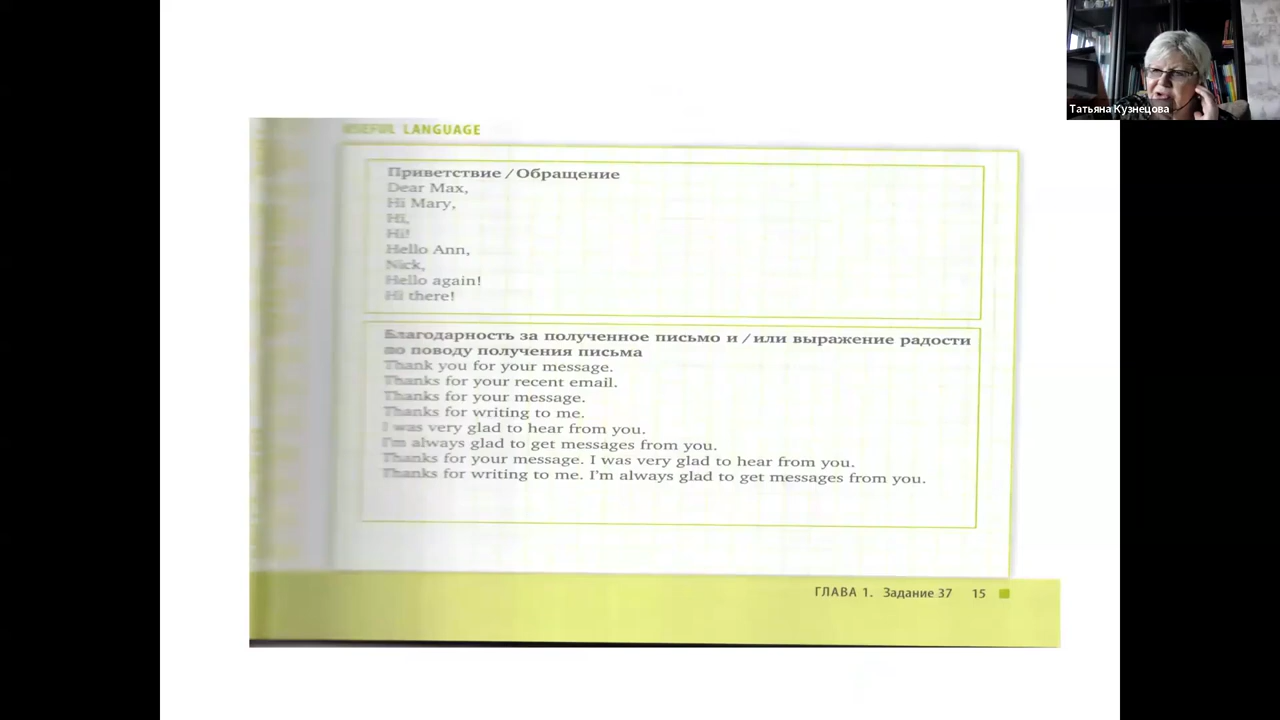 Татьяна Кузнецова
USEFUL LANGUAGE
Приветствие / Обращение
Dear Max,
Hi Mary,
Hi,
Hi!
Hello Ann,
Nick,
Hello again!
Hi there!
Благодарность за полученное письмо и / или выражение радости
по поводу получения письма
Thank you for your message.
Thanks for your recent email.
Thanks for your message.
Thanks for writing to me.
I was very glad to hear from you.
I'm always glad to get messages from you.
Thanks for your message. I was very glad to hear from you.
Thanks for writing to me. I'm always glad to get messages from you.
ГЛАВА 1. Задание 37 15